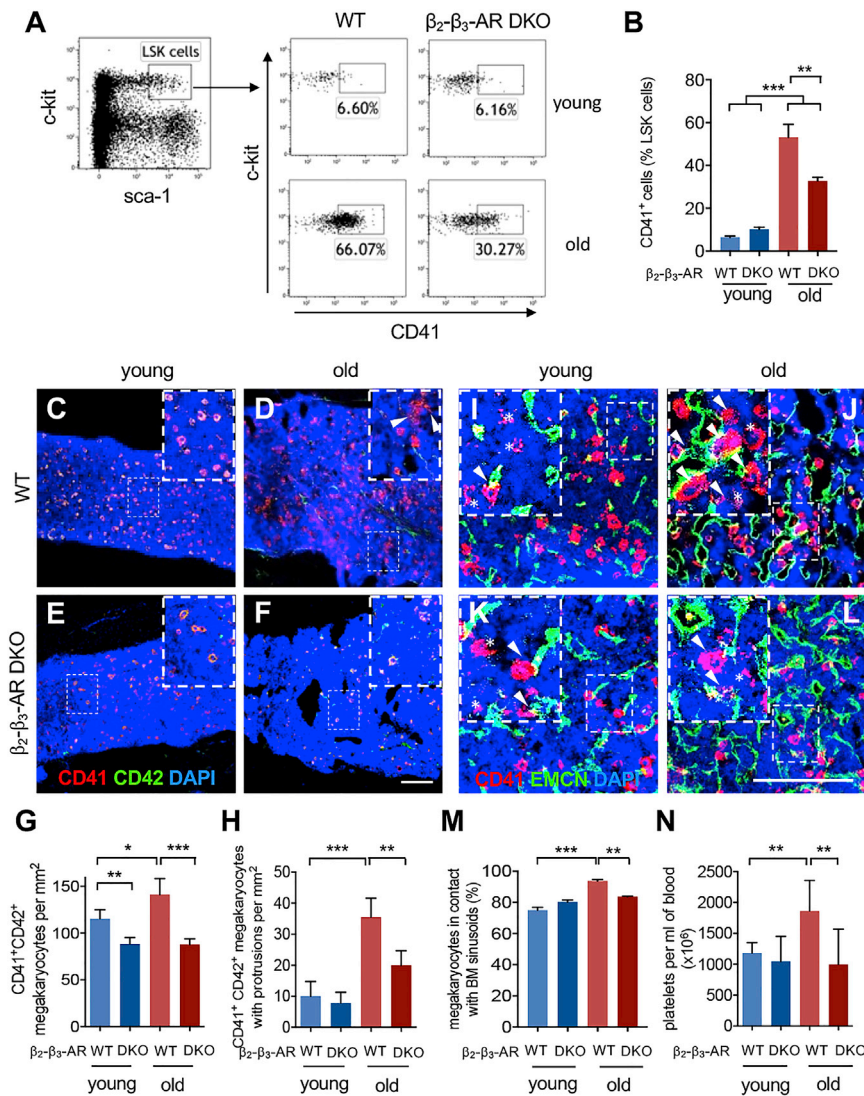 A
WT
β₂-β₃-AR DKO
B
LSK cells
c-kit
sca-1
c-kit
6.60%
6.16%
young
66.07%
30.27%
old
CD41
CD41⁺ cells (% LSK cells)
80
60
40
20
0
***
**
β₂-β₃-AR WT DKO WT DKO
young old
young old young old
WT
C
D
I
J
β₂-β₃-AR DKO
E
F
K
L
CD41 CD42 DAPI
CD41 EMCN DAPI
G
CD41⁺CD42⁺
megakaryocytes per mm²
150
100
50
0
* ***
**
β₂-β₃-AR WT DKO WT DKO
young old
H
CD41⁺ CD42⁺ megakaryocytes
with protrusions per mm²
50
40
30
20
10
0
*** **
WT DKO WT DKO
young old
M
megakaryocytes in contact
with BM sinusoids (%)
100
80
60
40
20
0
*** **
β₂-β₃-AR WT DKO WT DKO
young old
N
platelets per ml of blood
(x10⁶)
2500
2000
1500
1000
500
0
** **
β₂-β₃-AR WT DKO WT DKO
young old